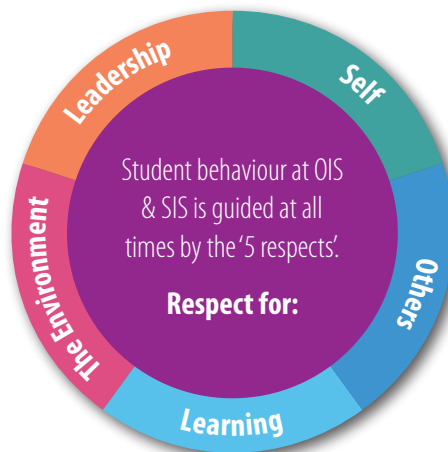 Student behaviour at OIS
& SIS is guided at all
times by the ‘5 respects’.
Respect for:
Self
Others
Learning
The Environment
Leadership